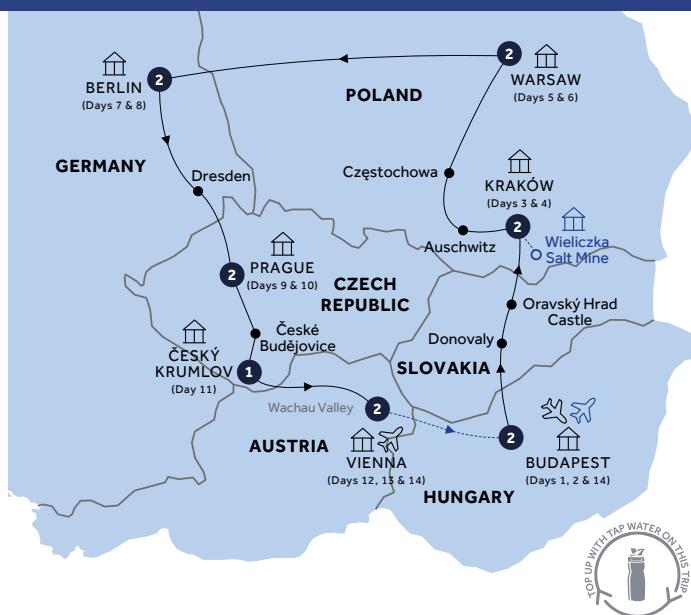 2
BERLIN
(Days 7 & 8)
2
WARSAW
(Days 5 & 6)
POLAND
GERMANY
Dresden
Częstochowa
KRAKÓW
(Days 3 & 4)
2
Auschwitz
Wieliczka
Salt Mine
2
PRAGUE
(Days 9 & 10)
CZECH
REPUBLIC
Oravský Hrad
Castle
České
Budějovice
Donovaly
ČESKÝ
KRUMLOV
(Day 11)
1
SLOVAKIA
Wachau Valley
2
2
AUSTRIA
VIENNA
(Days 12, 13 & 14)
BUDAPEST
(Days 1, 2 & 14)
HUNGARY
TOP UP WITH TAP WATER ON THIS TRIP